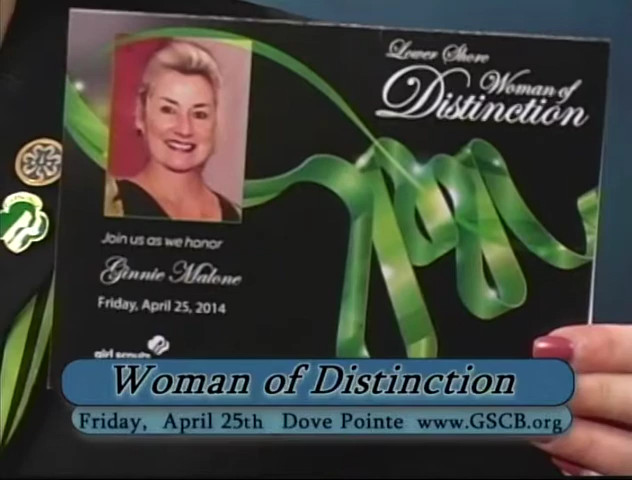 Lower Shore
Woman of
Distinction
Join us as we honor
Ginnie Malone
Friday, April 25, 2014
girl scouts
Woman of Distinction
Friday, April 25th Dove Pointe www.GSCB.org